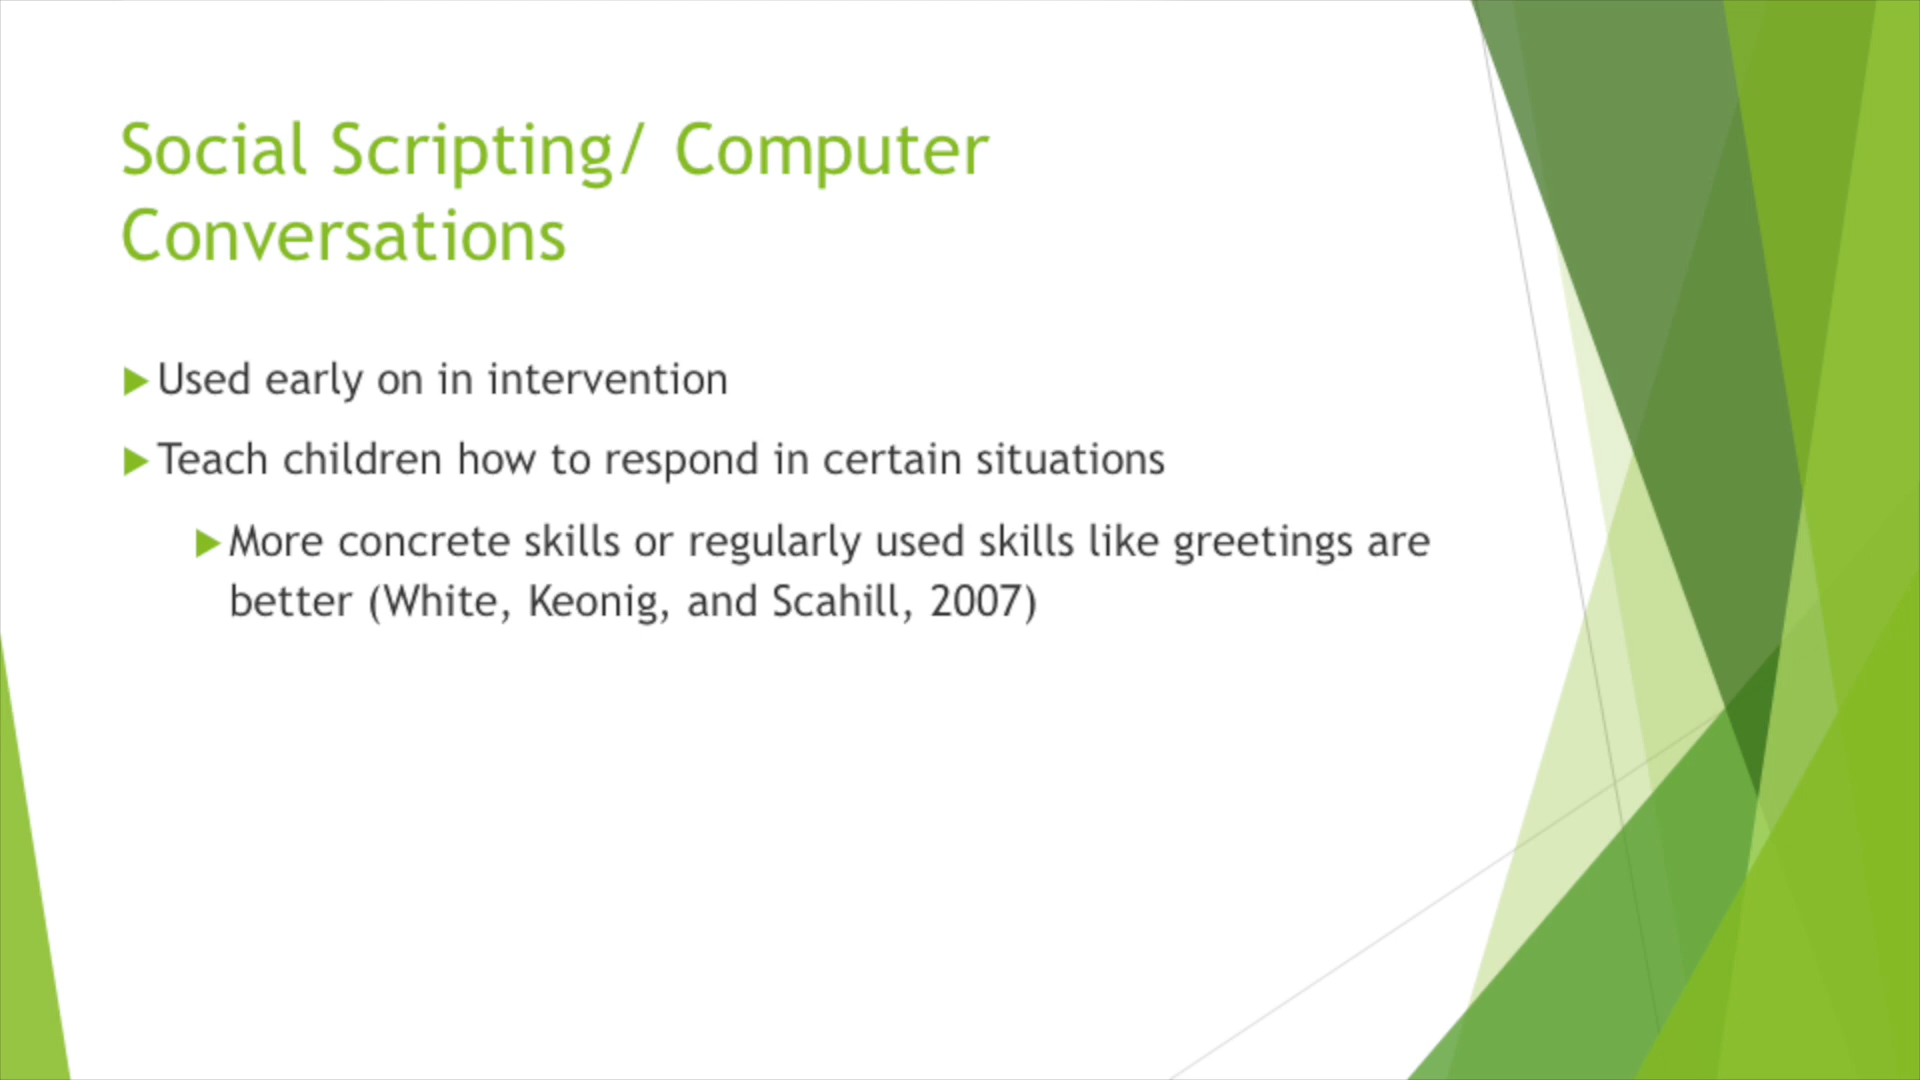 Social Scripting/ Computer
Conversations
Used early on in intervention
Teach children how to respond in certain situations
More concrete skills or regularly used skills like greetings are
better (White, Keonig, and Scahill, 2007)